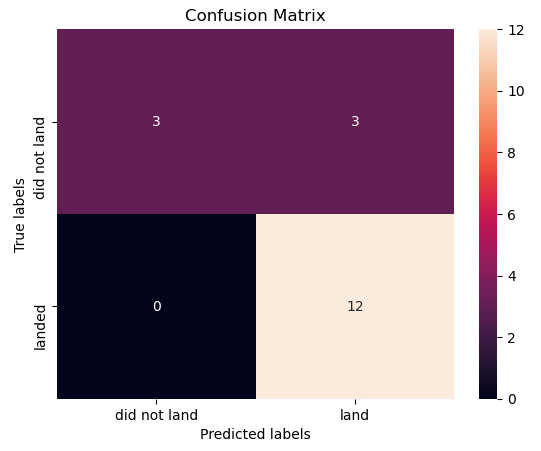 Confusion Matrix
True labels
did not land
landed
3 3
0 12
did not land land
Predicted labels
12
10
8
6
4
2
0